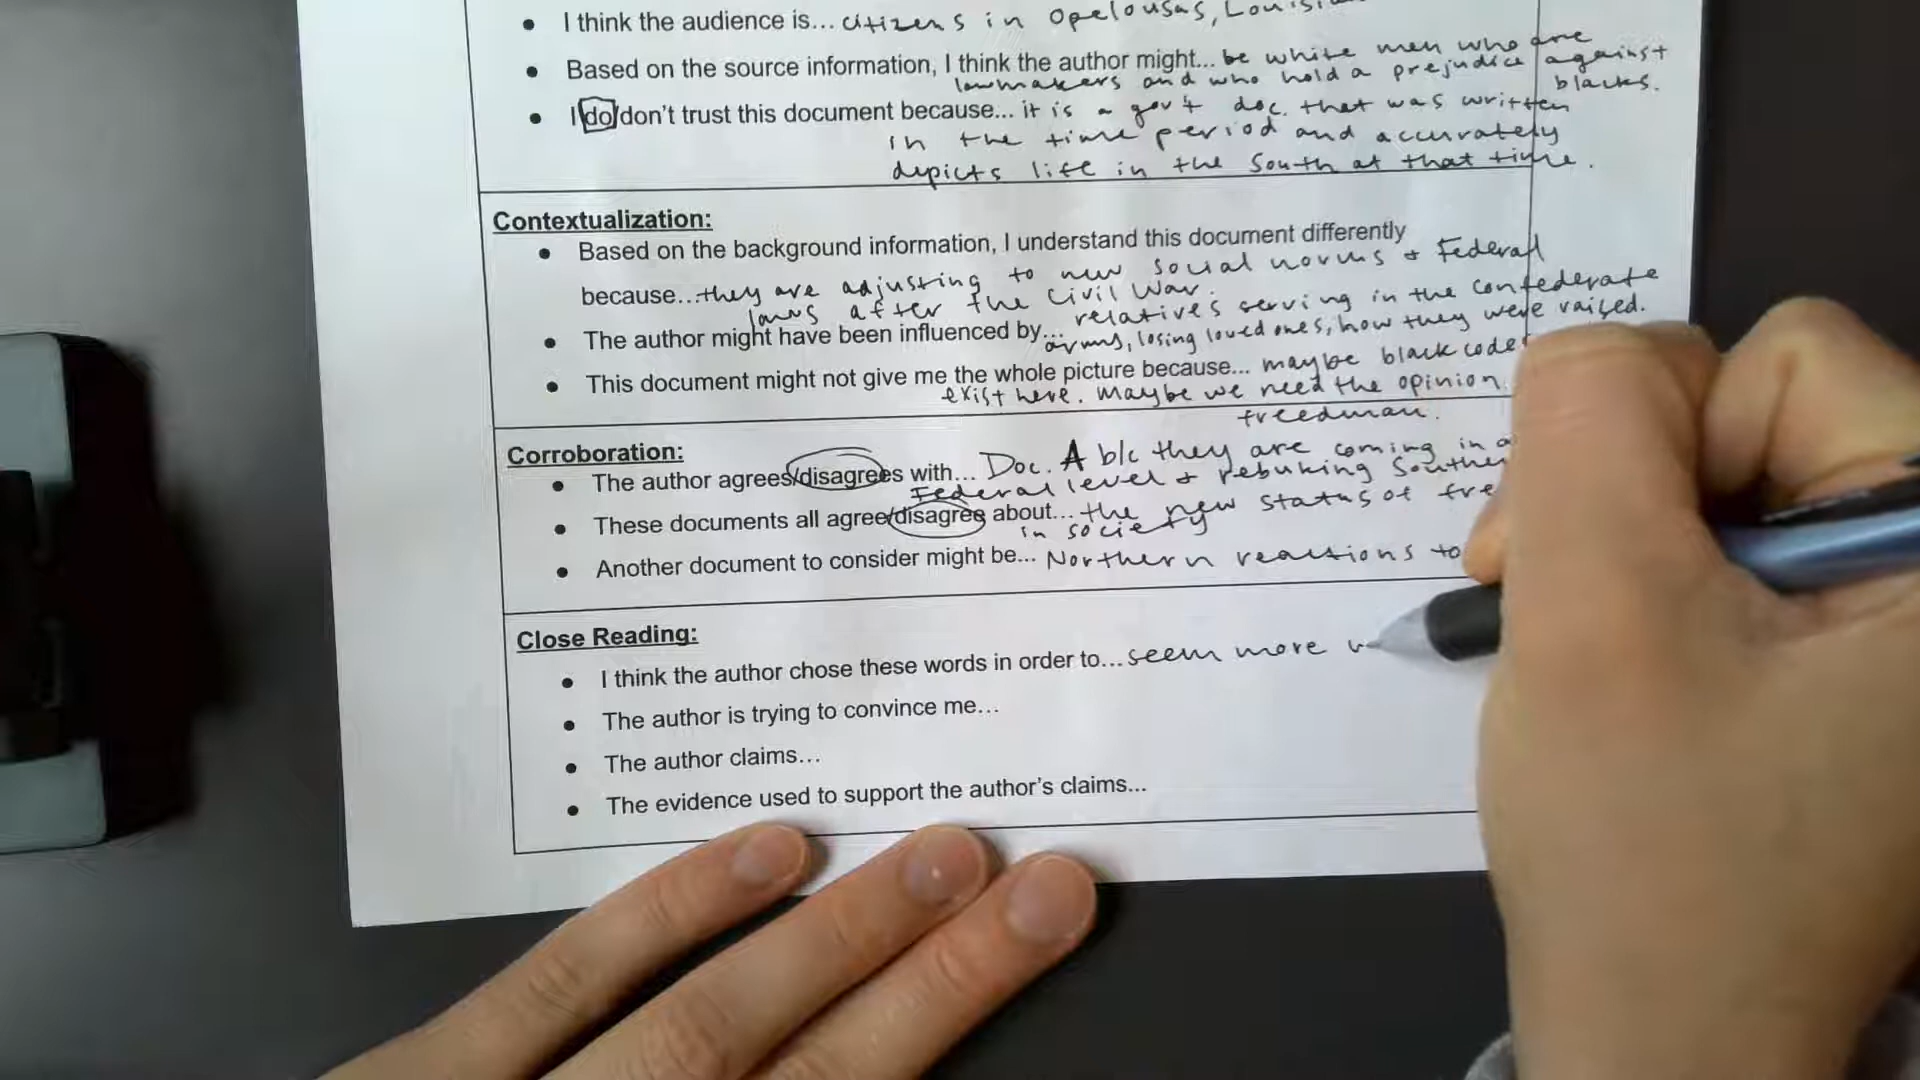 I think the audience is... citizens in Opelousas,
Based on the source information, I think the author might... be white men who are
lawmakers and who hold a prejudice against
blacks.
I do/don't trust this document because... it is a gov't doc. that was written
in the time period and accurately
depicts life in the South at that time.
Contextualization:
Based on the background information, I understand this document differently
because... they are adjusting to new social norms & Federal
laws after the Civil War.
The author might have been influenced by... relatives serving in the confederate
army, losing loved ones, how they were raised.
This document might not give me the whole picture because... maybe black code
exist here. Maybe we need the opinion
freedman.
Corroboration:
The author agrees/disagrees with... Doc. A b/c they are coming in a
Federal level & rebuking Southe
These documents all agree/disagree about... the new status of fre
in society
Another document to consider might be... Northern reactions to
Close Reading:
I think the author chose these words in order to... seem more
The author is trying to convince me...
The author claims...
The evidence used to support the author's claims...